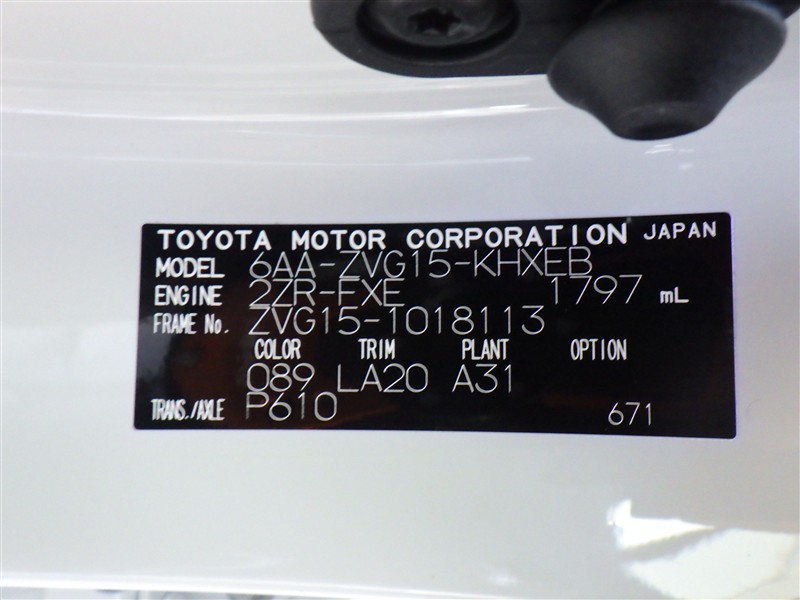 TOYOTA MOTOR CORPORATION JAPAN
MODEL 6AA-ZVG15-KHXEB
ENGINE 2ZR-FXE 1797 mL
FRAME No. ZVG15-1018113
COLOR TRIM PLANT OPTION
089 LA20 A31
TRANS./AXLE P610 671